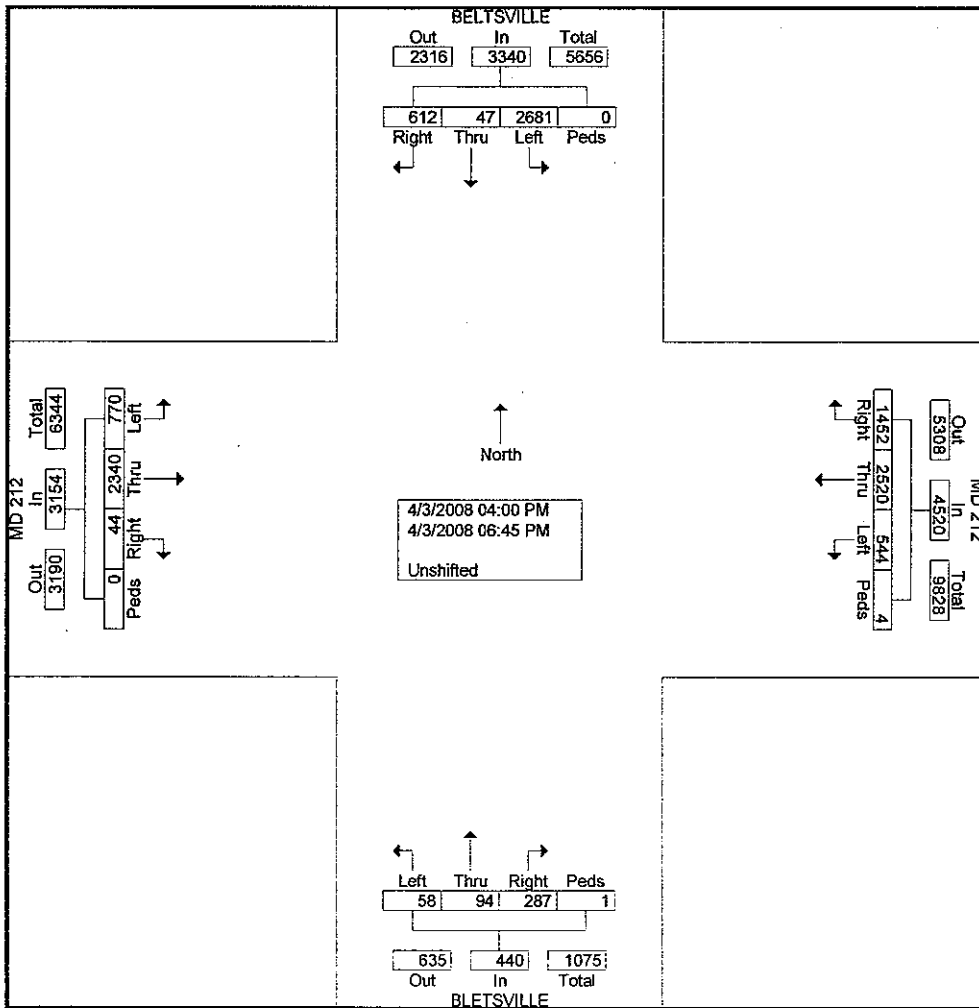 BELTSVILLE
Out In Total
2316 3340 5656
612 47 2681 0
Right Thru Left Peds
MD 212
Total In Out
6344 3154 3190
770 2340 44 0
Left Thru Right Peds
North
4/3/2008 04:00 PM
4/3/2008 06:45 PM
Unshifted
MD 212
Out In Total
5308 4520 9828
1452 2520 544 4
Right Thru Left Peds
Left Thru Right Peds
58 94 287 1
635 440 1075
Out In Total
BLETSVILLE